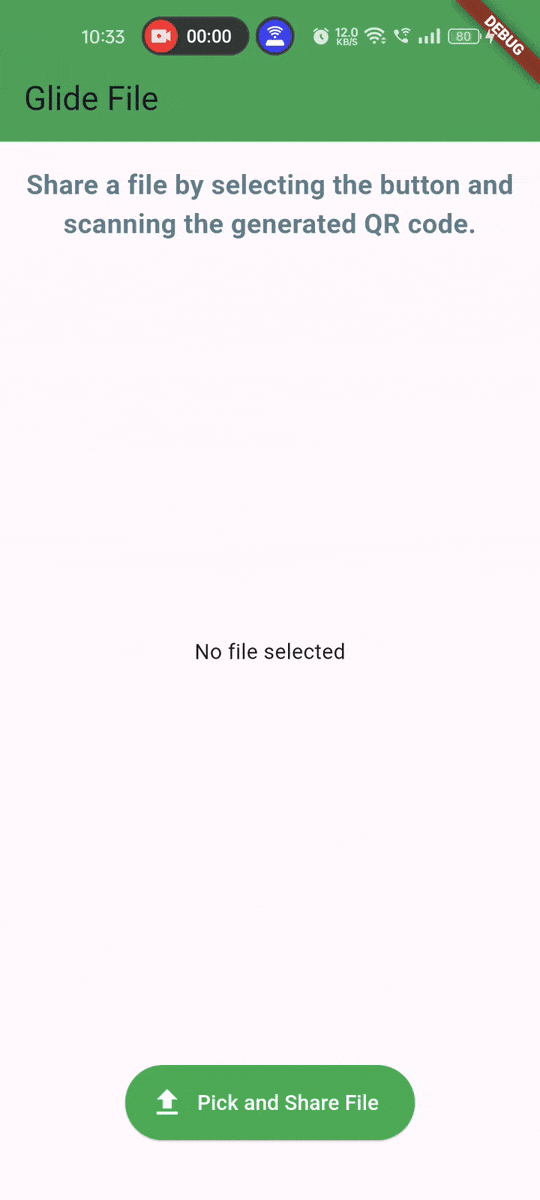 10:33 00:00 12.0 KB/S 80
DEBUG
Glide File
Share a file by selecting the button and
scanning the generated QR code.
No file selected
Pick and Share File